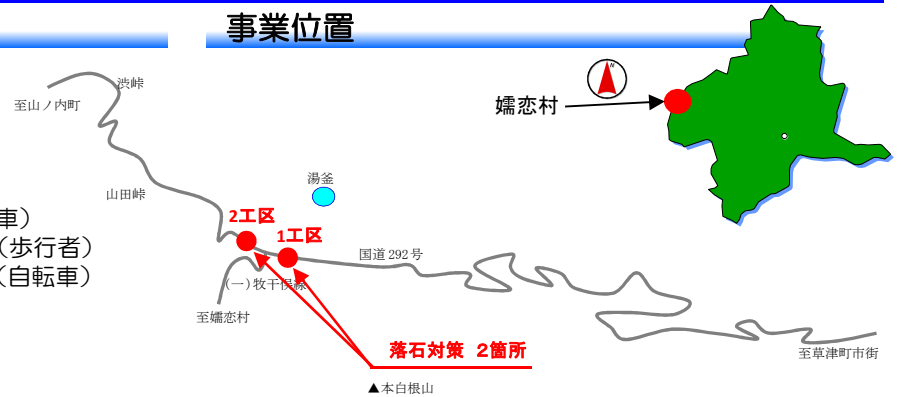 事業位置
N
嬬恋村
渋峠
至山ノ内町
湯釜
山田峠
車）
（歩行者）
（自転車）
2工区
1工区
国道292号
（一）牧干俣線
至嬬恋村
落石対策 2箇所
至草津町市街
▲本白根山